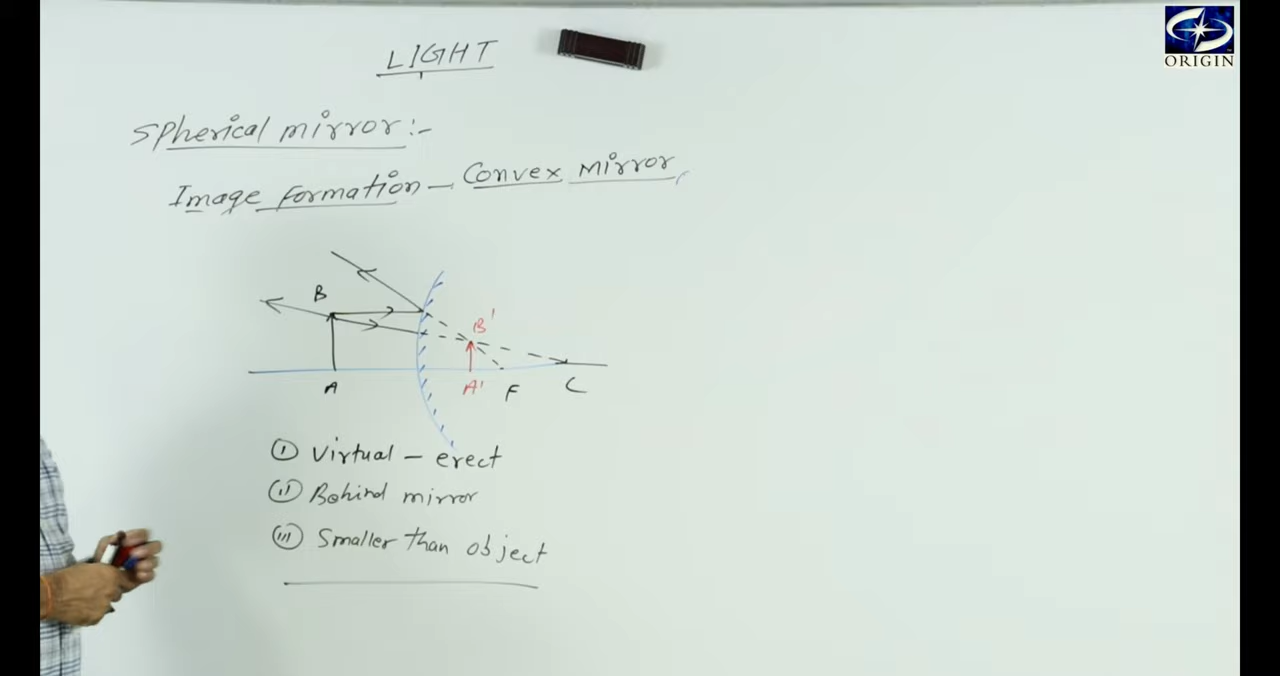 ORIGIN
LIGHT
Spherical mirror:-
Image formation - Convex mirror
B
B'
A
A'
F
C
(i) Virtual - erect
(ii) Behind mirror
(iii) Smaller than object